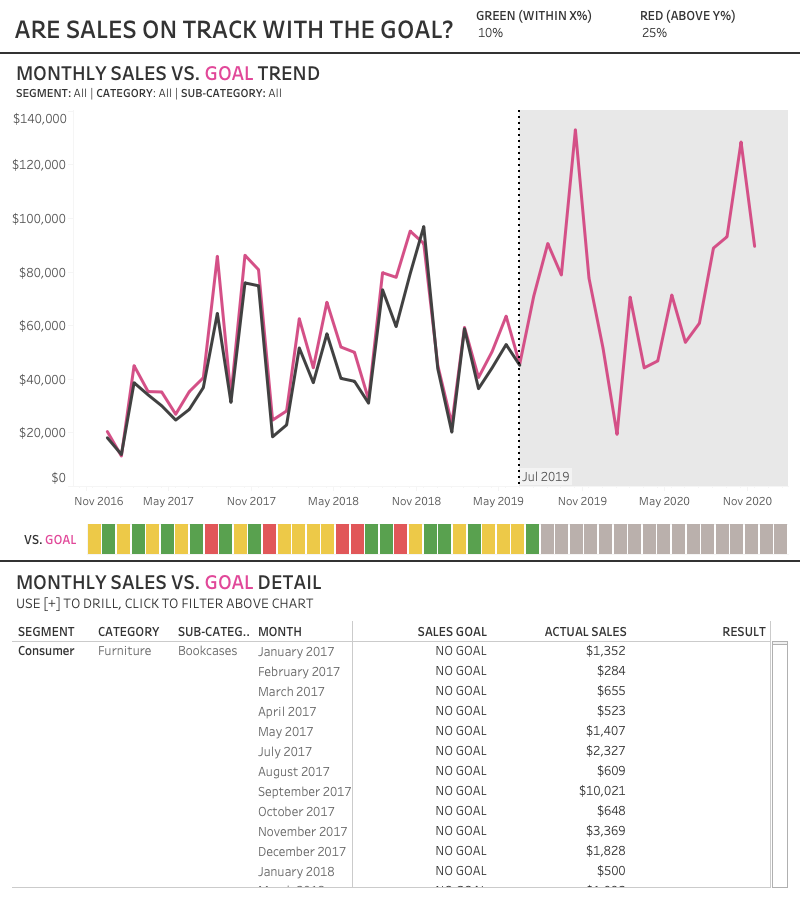 ARE SALES ON TRACK WITH THE GOAL?
GREEN (WITHIN X%)
10%
RED (ABOVE Y%)
25%
MONTHLY SALES VS. GOAL TREND
SEGMENT: All | CATEGORY: All | SUB-CATEGORY: All
$140,000
$120,000
$100,000
$80,000
$60,000
$40,000
$20,000
$0
Jul 2019
Nov 2016 May 2017 Nov 2017 May 2018 Nov 2018 May 2019 Nov 2019 May 2020 Nov 2020
VS. GOAL
MONTHLY SALES VS. GOAL DETAIL
USE [+] TO DRILL, CLICK TO FILTER ABOVE CHART
SEGMENT CATEGORY SUB-CATEG.. MONTH SALES GOAL ACTUAL SALES RESULT
Consumer Furniture Bookcases January 2017 NO GOAL $1,352
February 2017 NO GOAL $284
March 2017 NO GOAL $655
April 2017 NO GOAL $523
May 2017 NO GOAL $1,407
July 2017 NO GOAL $2,327
August 2017 NO GOAL $609
September 2017 NO GOAL $10,021
October 2017 NO GOAL $648
November 2017 NO GOAL $3,369
December 2017 NO GOAL $1,828
January 2018 NO GOAL $500